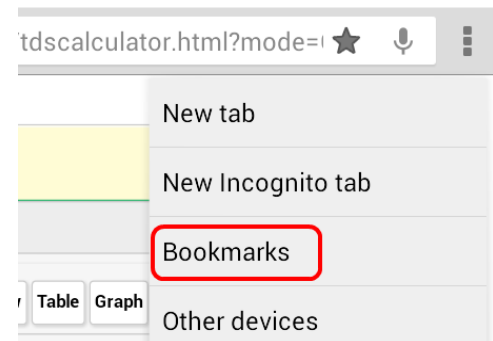 tdscalculator.html?mode=
New tab
New Incognito tab
Bookmarks
Table Graph
Other devices